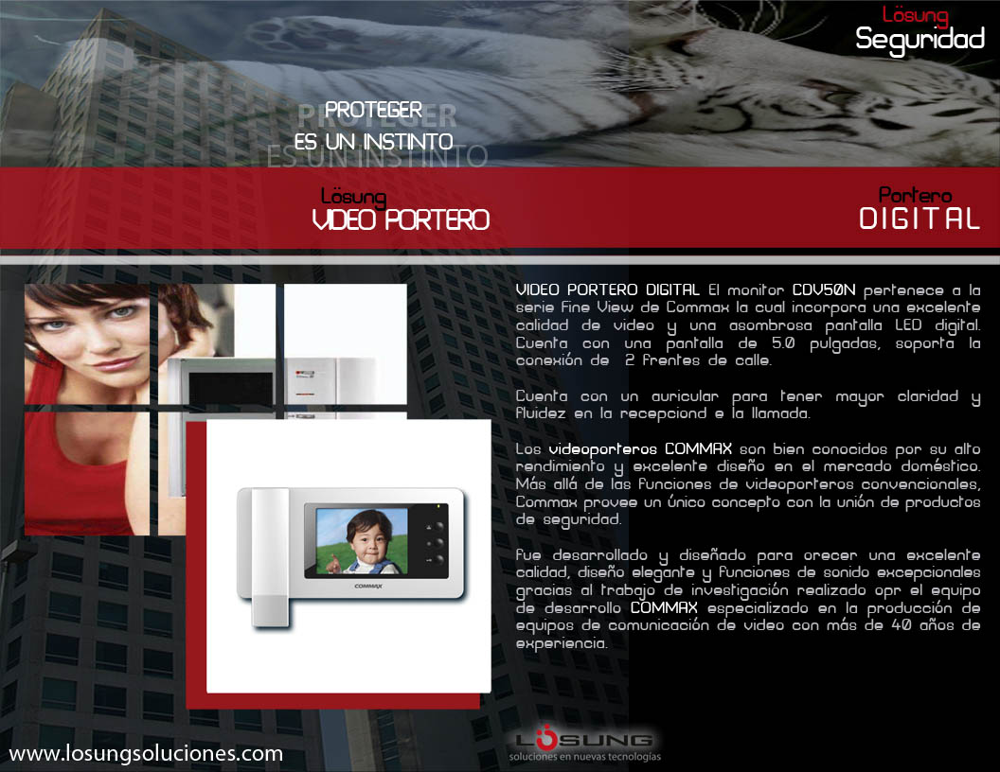 Lösung
Seguridad
PROTEGER
ES UN INSTINTO
PROTEGER
ES UN INSTINTO
Lösung
VIDEO PORTERO
Portero
DIGITAL
VIDEO PORTERO DIGITAL El monitor CDV50N pertenece a la
serie Fine View de Commax la cual incorpora una excelente
calidad de video y una asombrosa pantalla LED digital.
Cuenta con una pantalla de 5.0 pulgadas, soporta la
conexión de 2 frentes de calle.
Cuenta con un auricular para tener mayor claridad y
fluidez en la recepciond e la llamada.
Los videoporteros COMMAX son bien conocidos por su alto
rendimiento y excelente diseño en el mercado doméstico.
Más allá de las funciones de videoporteros convencionales,
Commax provee un único concepto con la unión de productos
de seguridad.
Fue desarrollado y diseñado para orecer una excelente
calidad, diseño elegante y funciones de sonido excepcionales
gracias al trabajo de investigación realizado opr el equipo
de desarrollo COMMAX especializado en la producción de
equipos de comunicación de video con más de 40 años de
experiencia.
COMMAX
LÖSUNG
soluciones en nuevas tecnologías
www.losungsoluciones.com